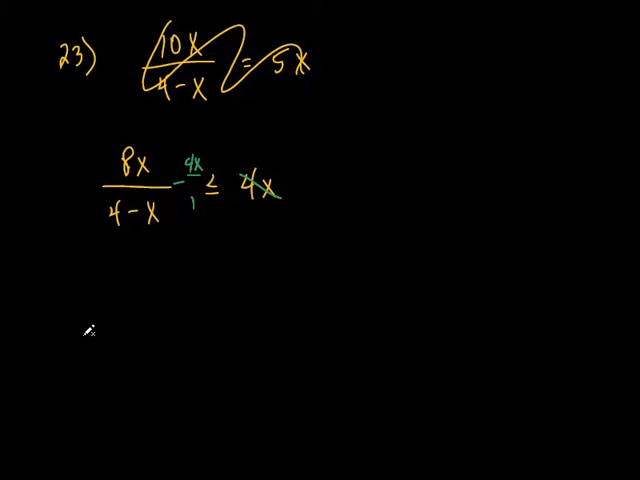 23) 10x/(4-x) = 5x
8x/(4-x) - 4x/1 ≤ 4x